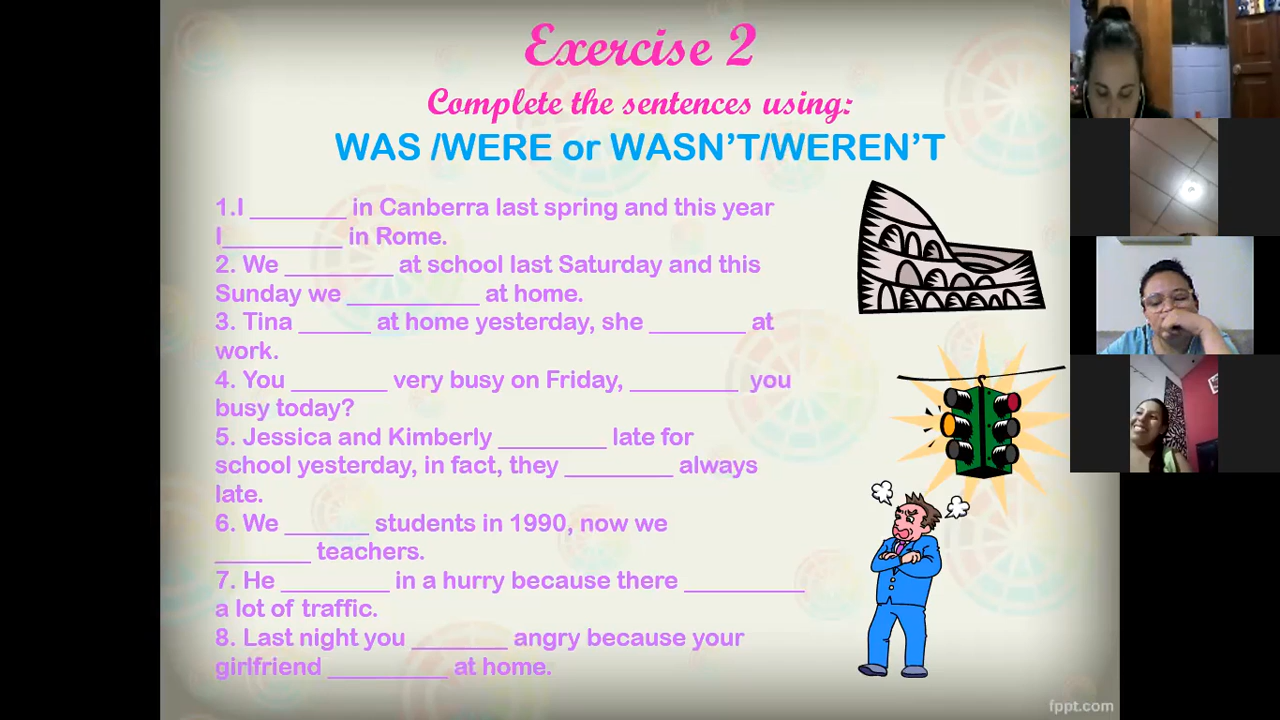 Exercise 2
Complete the sentences using:
WAS /WERE or WASN'T/WEREN'T
1.I ________ in Canberra last spring and this year
I__________ in Rome.
2. We _________ at school last Saturday and this
Sunday we ___________ at home.
3. Tina ______ at home yesterday, she ________ at
work.
4. You ________ very busy on Friday, _________ you
busy today?
5. Jessica and Kimberly _________ late for
school yesterday, in fact, they _________ always
late.
6. We _______ students in 1990, now we
________ teachers.
7. He _________ in a hurry because there __________
a lot of traffic.
8. Last night you ________ angry because your
girlfriend __________ at home.
fppt.com